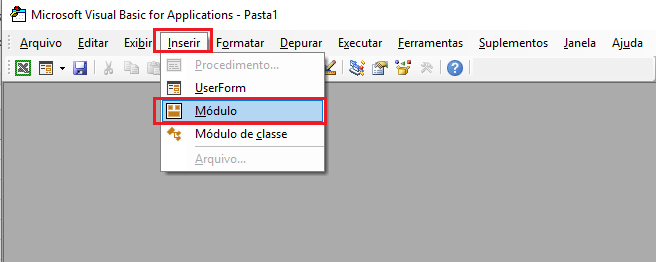 Microsoft Visual Basic for Applications - Pasta1
Arquivo Editar Exibir Inserir Formatar Depurar Executar Ferramentas Suplementos Janela Ajuda
Procedimento...
UserForm
Módulo
Módulo de classe
Arquivo...